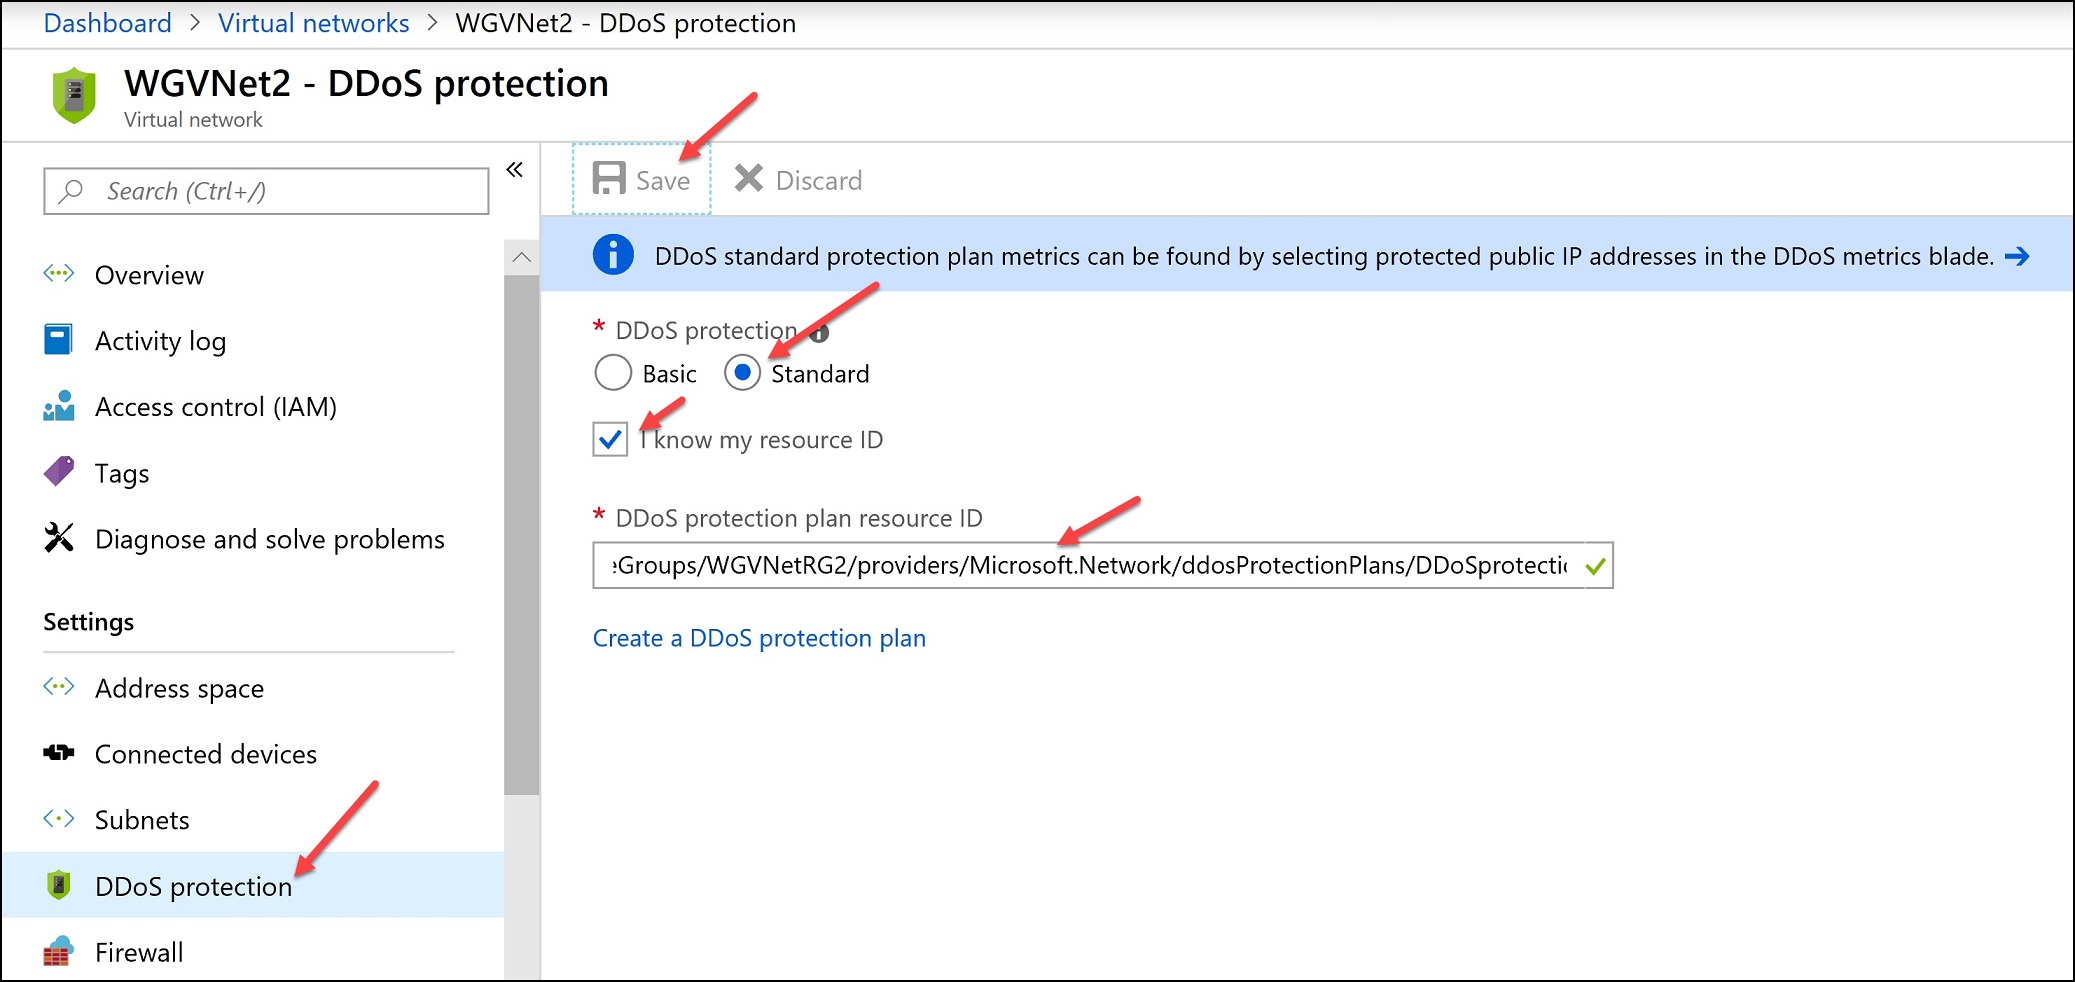 Dashboard > Virtual networks > WGVNet2 - DDoS protection
WGVNet2 - DDoS protection
Virtual network
Search (Ctrl+/)
«
Overview
Activity log
Access control (IAM)
Tags
Diagnose and solve problems
Settings
Address space
Connected devices
Subnets
DDoS protection
Firewall
Save Discard
DDoS standard protection plan metrics can be found by selecting protected public IP addresses in the DDoS metrics blade. →
* DDoS protection
Basic Standard
I know my resource ID
* DDoS protection plan resource ID
eGroups/WGVNetRG2/providers/Microsoft.Network/ddosProtectionPlans/DDoSprotectio
Create a DDoS protection plan